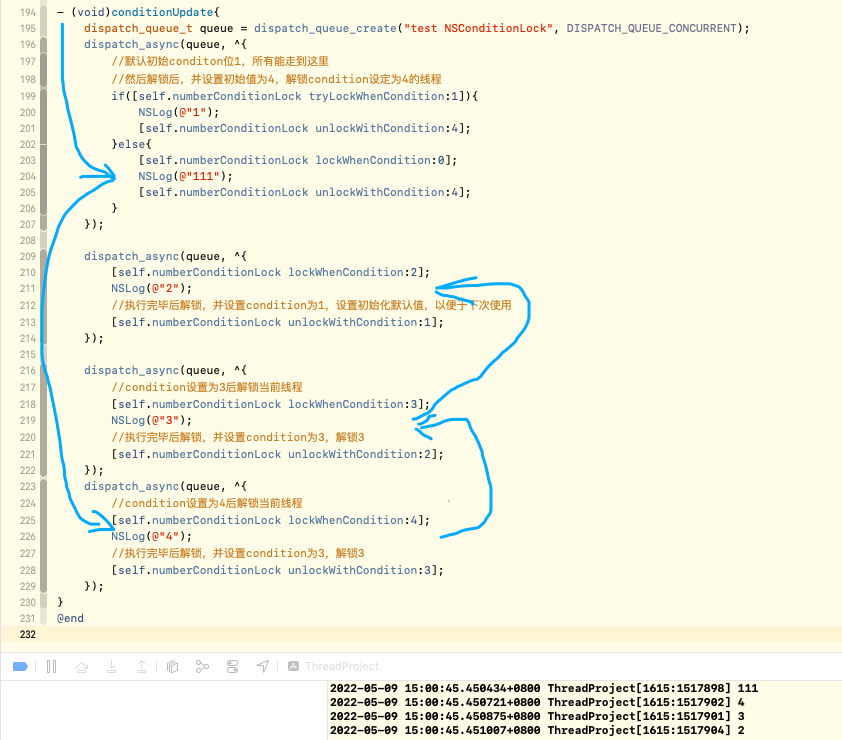 194 - (void)conditionUpdate{
195 dispatch_queue_t queue = dispatch_queue_create("test NSConditionLock", DISPATCH_QUEUE_CONCURRENT);
196 dispatch_async(queue, ^{
197 //默认初始conditon位1，所有能走到这里
198 //然后解锁后，并设置初始值为4，解锁condition设定为4的线程
199 if([self.numberConditionLock tryLockWhenCondition:1]){
200 NSLog(@"1");
201 [self.numberConditionLock unlockWithCondition:4];
202 }else{
203 [self.numberConditionLock lockWhenCondition:0];
204 NSLog(@"111");
205 [self.numberConditionLock unlockWithCondition:4];
206 }
207 });
208
209 dispatch_async(queue, ^{
210 [self.numberConditionLock lockWhenCondition:2];
211 NSLog(@"2");
212 //执行完毕后解锁，并设置condition为1，设置初始化默认值，以便于下次使用
213 [self.numberConditionLock unlockWithCondition:1];
214 });
215
216 dispatch_async(queue, ^{
217 //condition设置为3后解锁当前线程
218 [self.numberConditionLock lockWhenCondition:3];
219 NSLog(@"3");
220 //执行完毕后解锁，并设置condition为3，解锁3
221 [self.numberConditionLock unlockWithCondition:2];
222 });
223 dispatch_async(queue, ^{
224 //condition设置为4后解锁当前线程
225 [self.numberConditionLock lockWhenCondition:4];
226 NSLog(@"4");
227 //执行完毕后解锁，并设置condition为3，解锁3
228 [self.numberConditionLock unlockWithCondition:3];
229 });
230 }
231 @end
232
ThreadProject
2022-05-09 15:00:45.450434+0800 ThreadProject[1615:1517898] 111
2022-05-09 15:00:45.450721+0800 ThreadProject[1615:1517902] 4
2022-05-09 15:00:45.450875+0800 ThreadProject[1615:1517901] 3
2022-05-09 15:00:45.451007+0800 ThreadProject[1615:1517904] 2